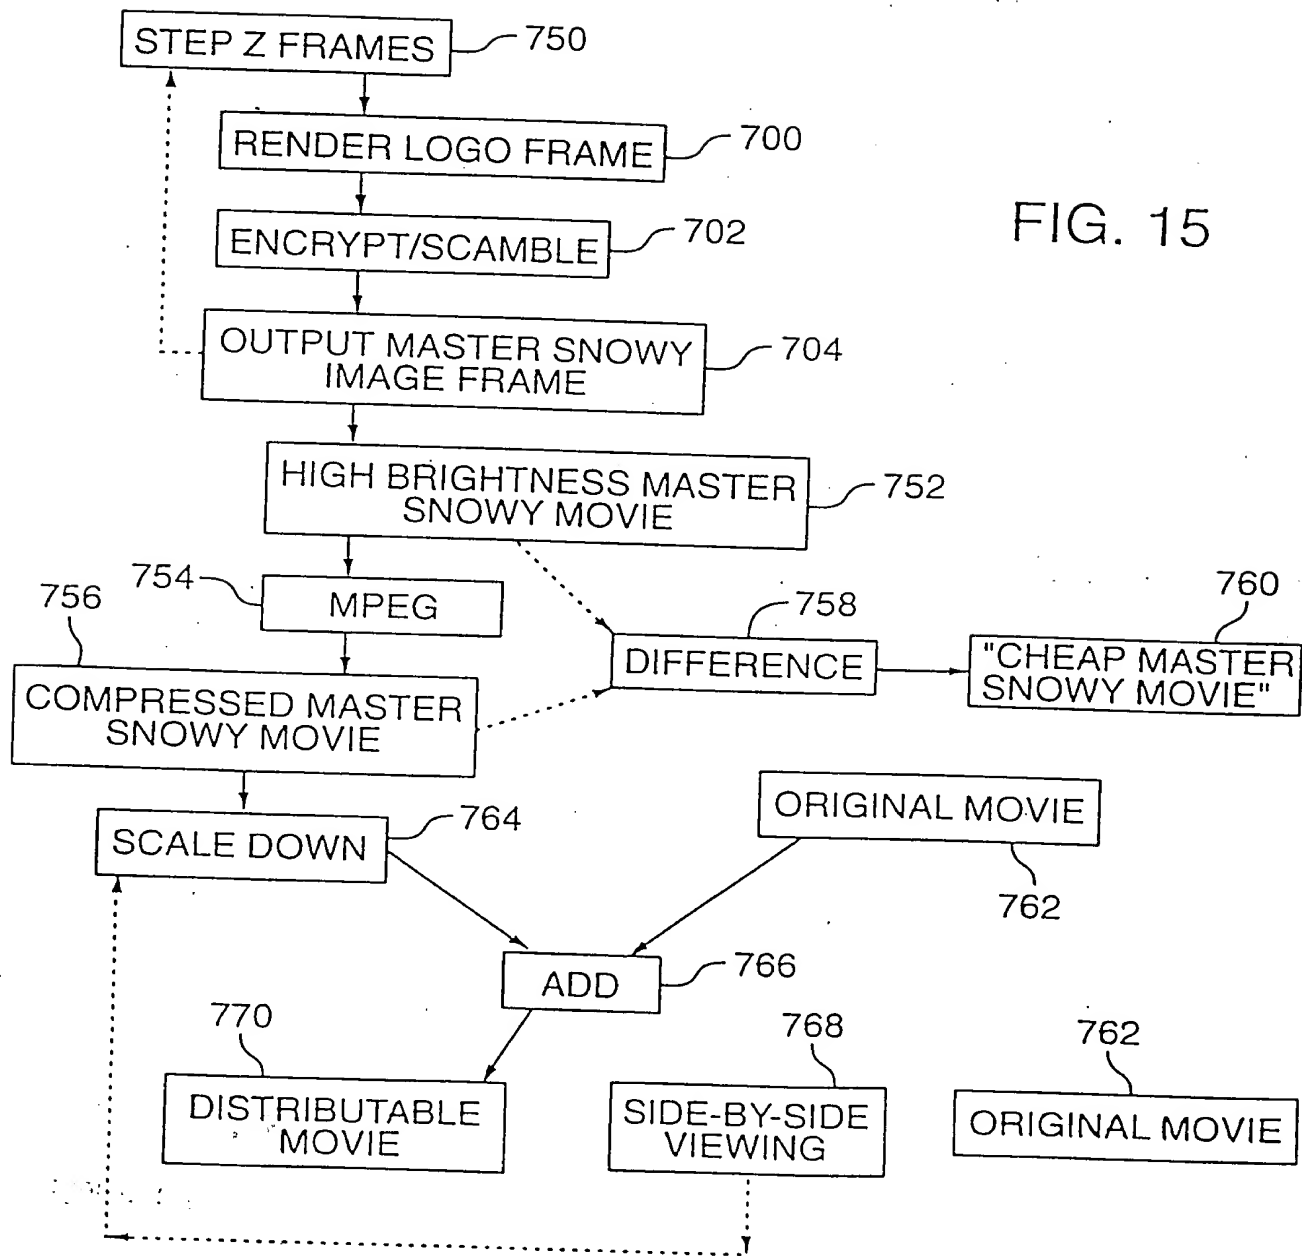 STEP Z FRAMES
750
RENDER LOGO FRAME
700
FIG. 15
ENCRYPT/SCAMBLE
702
OUTPUT MASTER SNOWY
IMAGE FRAME
704
HIGH BRIGHTNESS MASTER
SNOWY MOVIE
752
754
MPEG
756
COMPRESSED MASTER
SNOWY MOVIE
758
DIFFERENCE
760
"CHEAP MASTER
SNOWY MOVIE"
764
SCALE DOWN
ORIGINAL MOVIE
762
ADD
766
770
DISTRIBUTABLE
MOVIE
768
SIDE-BY-SIDE
VIEWING
762
ORIGINAL MOVIE